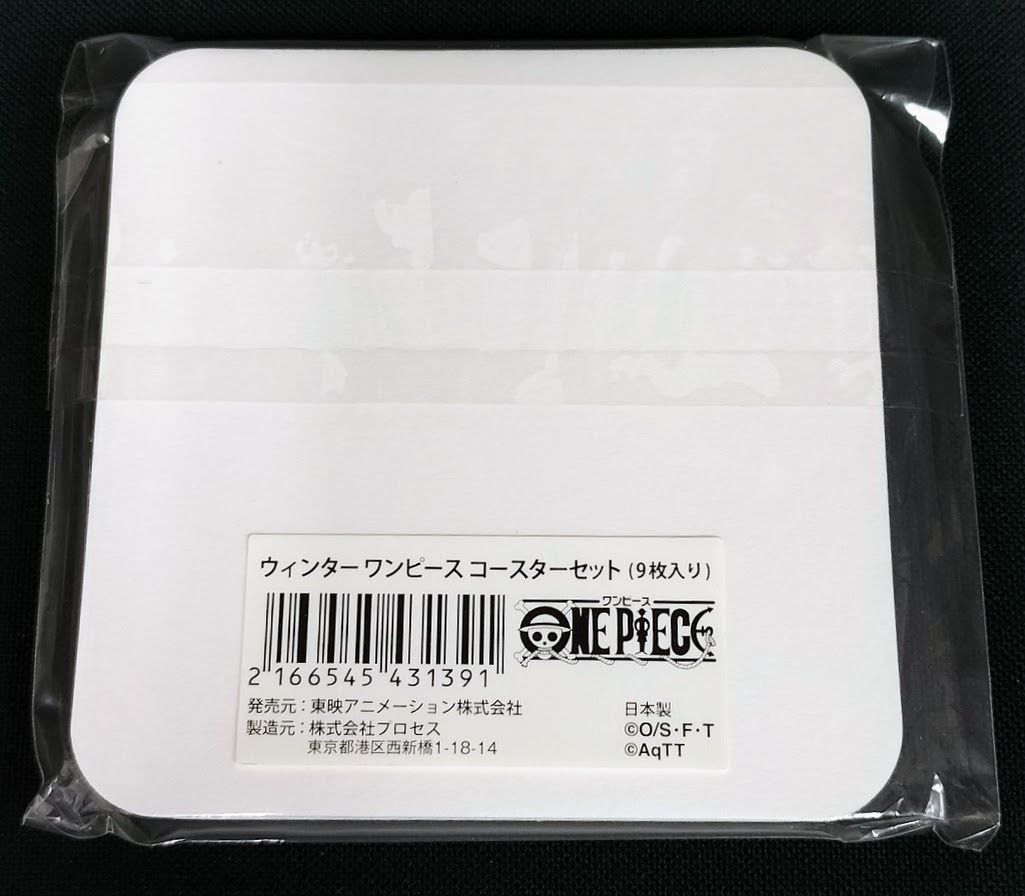 ウィンター ワンピース コースターセット (9枚入り)
ワンピース
ONE PIECE
2 166545 431391
発売元：東映アニメーション株式会社
製造元：株式会社プロセス
東京都港区西新橋1-18-14
日本製
©O/S・F・T
©AqTT